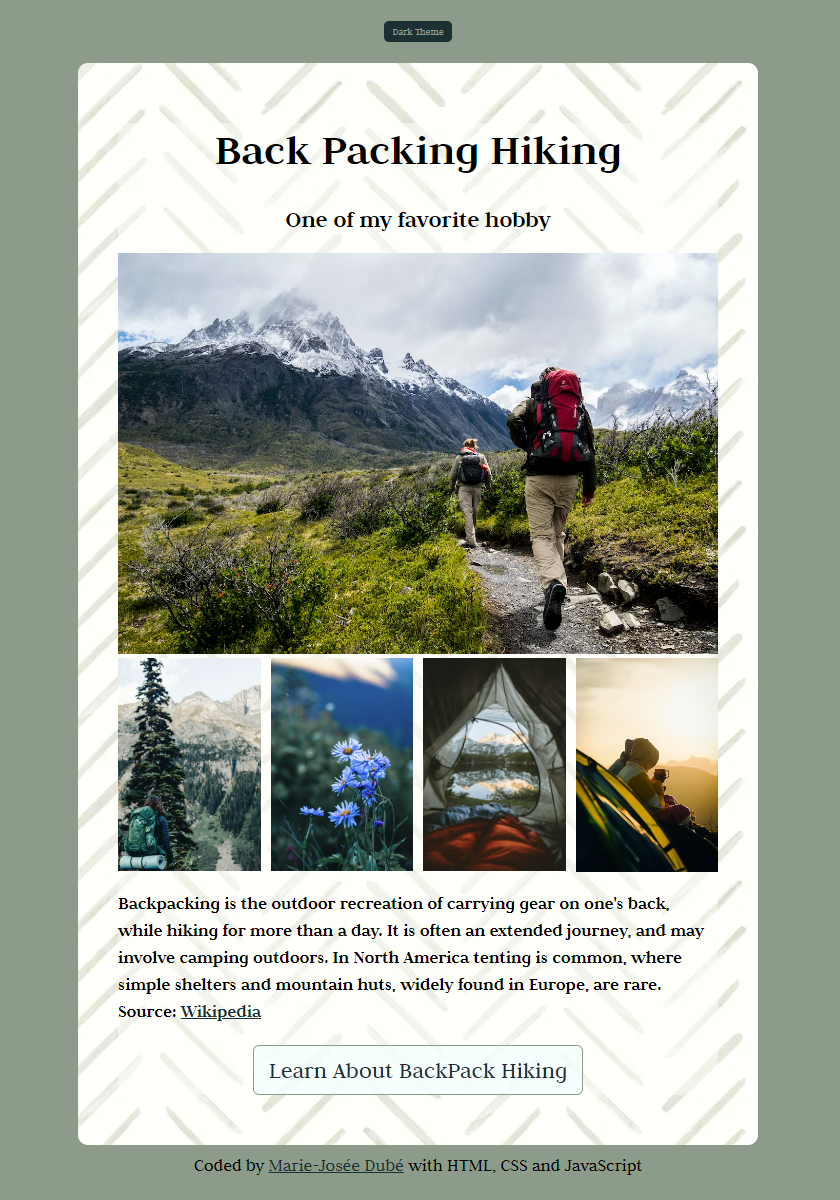 Dark Theme
Back Packing Hiking
One of my favorite hobby
Backpacking is the outdoor recreation of carrying gear on one's back,
while hiking for more than a day. It is often an extended journey, and may
involve camping outdoors. In North America tenting is common, where
simple shelters and mountain huts, widely found in Europe, are rare.
Source: Wikipedia
Learn About BackPack Hiking
Coded by Marie-Josée Dubé with HTML, CSS and JavaScript